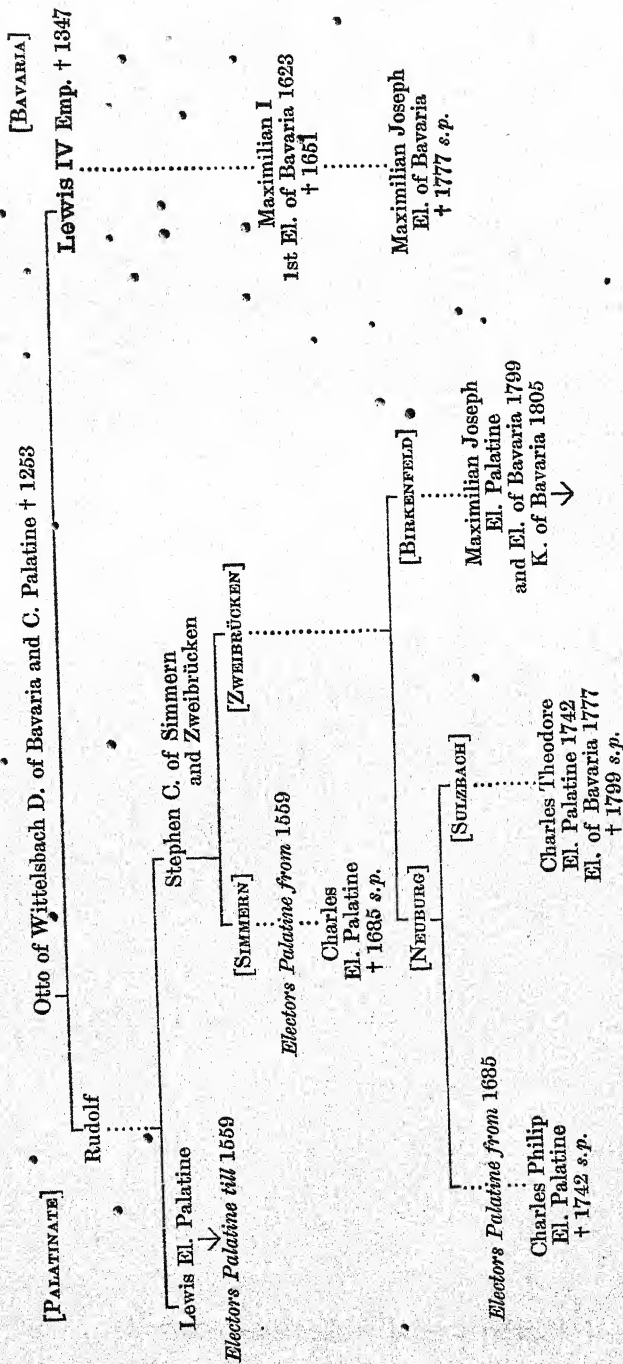 Otto of Wittelsbach D. of Bavaria and C. Palatine † 1253
[PALATINATE]
[BAVARIA]
Rudolf
Lewis IV Emp. † 1347
Lewis El. Palatine
Electors Palatine till 1559
Stephen C. of Simmern
and Zweibrücken
Maximilian I
1st El. of Bavaria 1623
† 1651
[SIMMERN]
[ZWEIBRÜCKEN]
Electors Palatine from 1559
Charles
El. Palatine
† 1685 s.p.
Maximilian Joseph
El. of Bavaria
† 1777 s.p.
[NEUBURG]
[BIRKENFELD]
Electors Palatine from 1685
[SULZBACH]
Maximilian Joseph
El. Palatine
and El. of Bavaria 1799
K. of Bavaria 1805
Charles Philip
El. Palatine
† 1742 s.p.
Charles Theodore
El. Palatine 1742
El. of Bavaria 1777
† 1799 s.p.